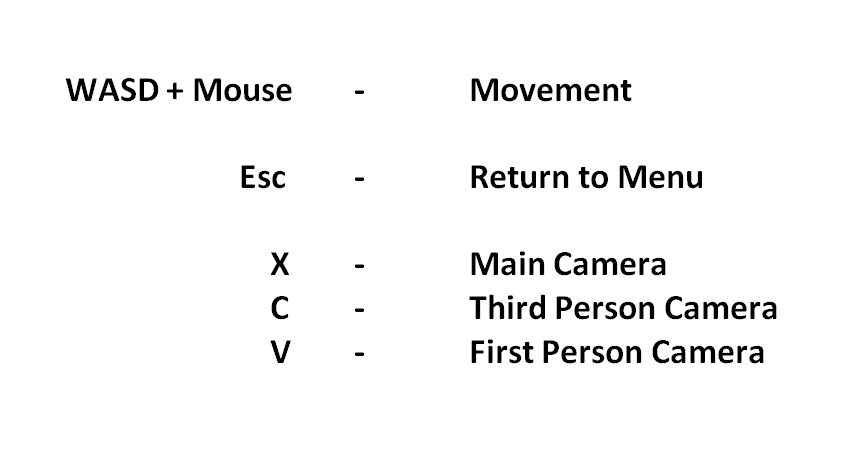 WASD + Mouse - Movement
Esc - Return to Menu
X - Main Camera
C - Third Person Camera
V - First Person Camera